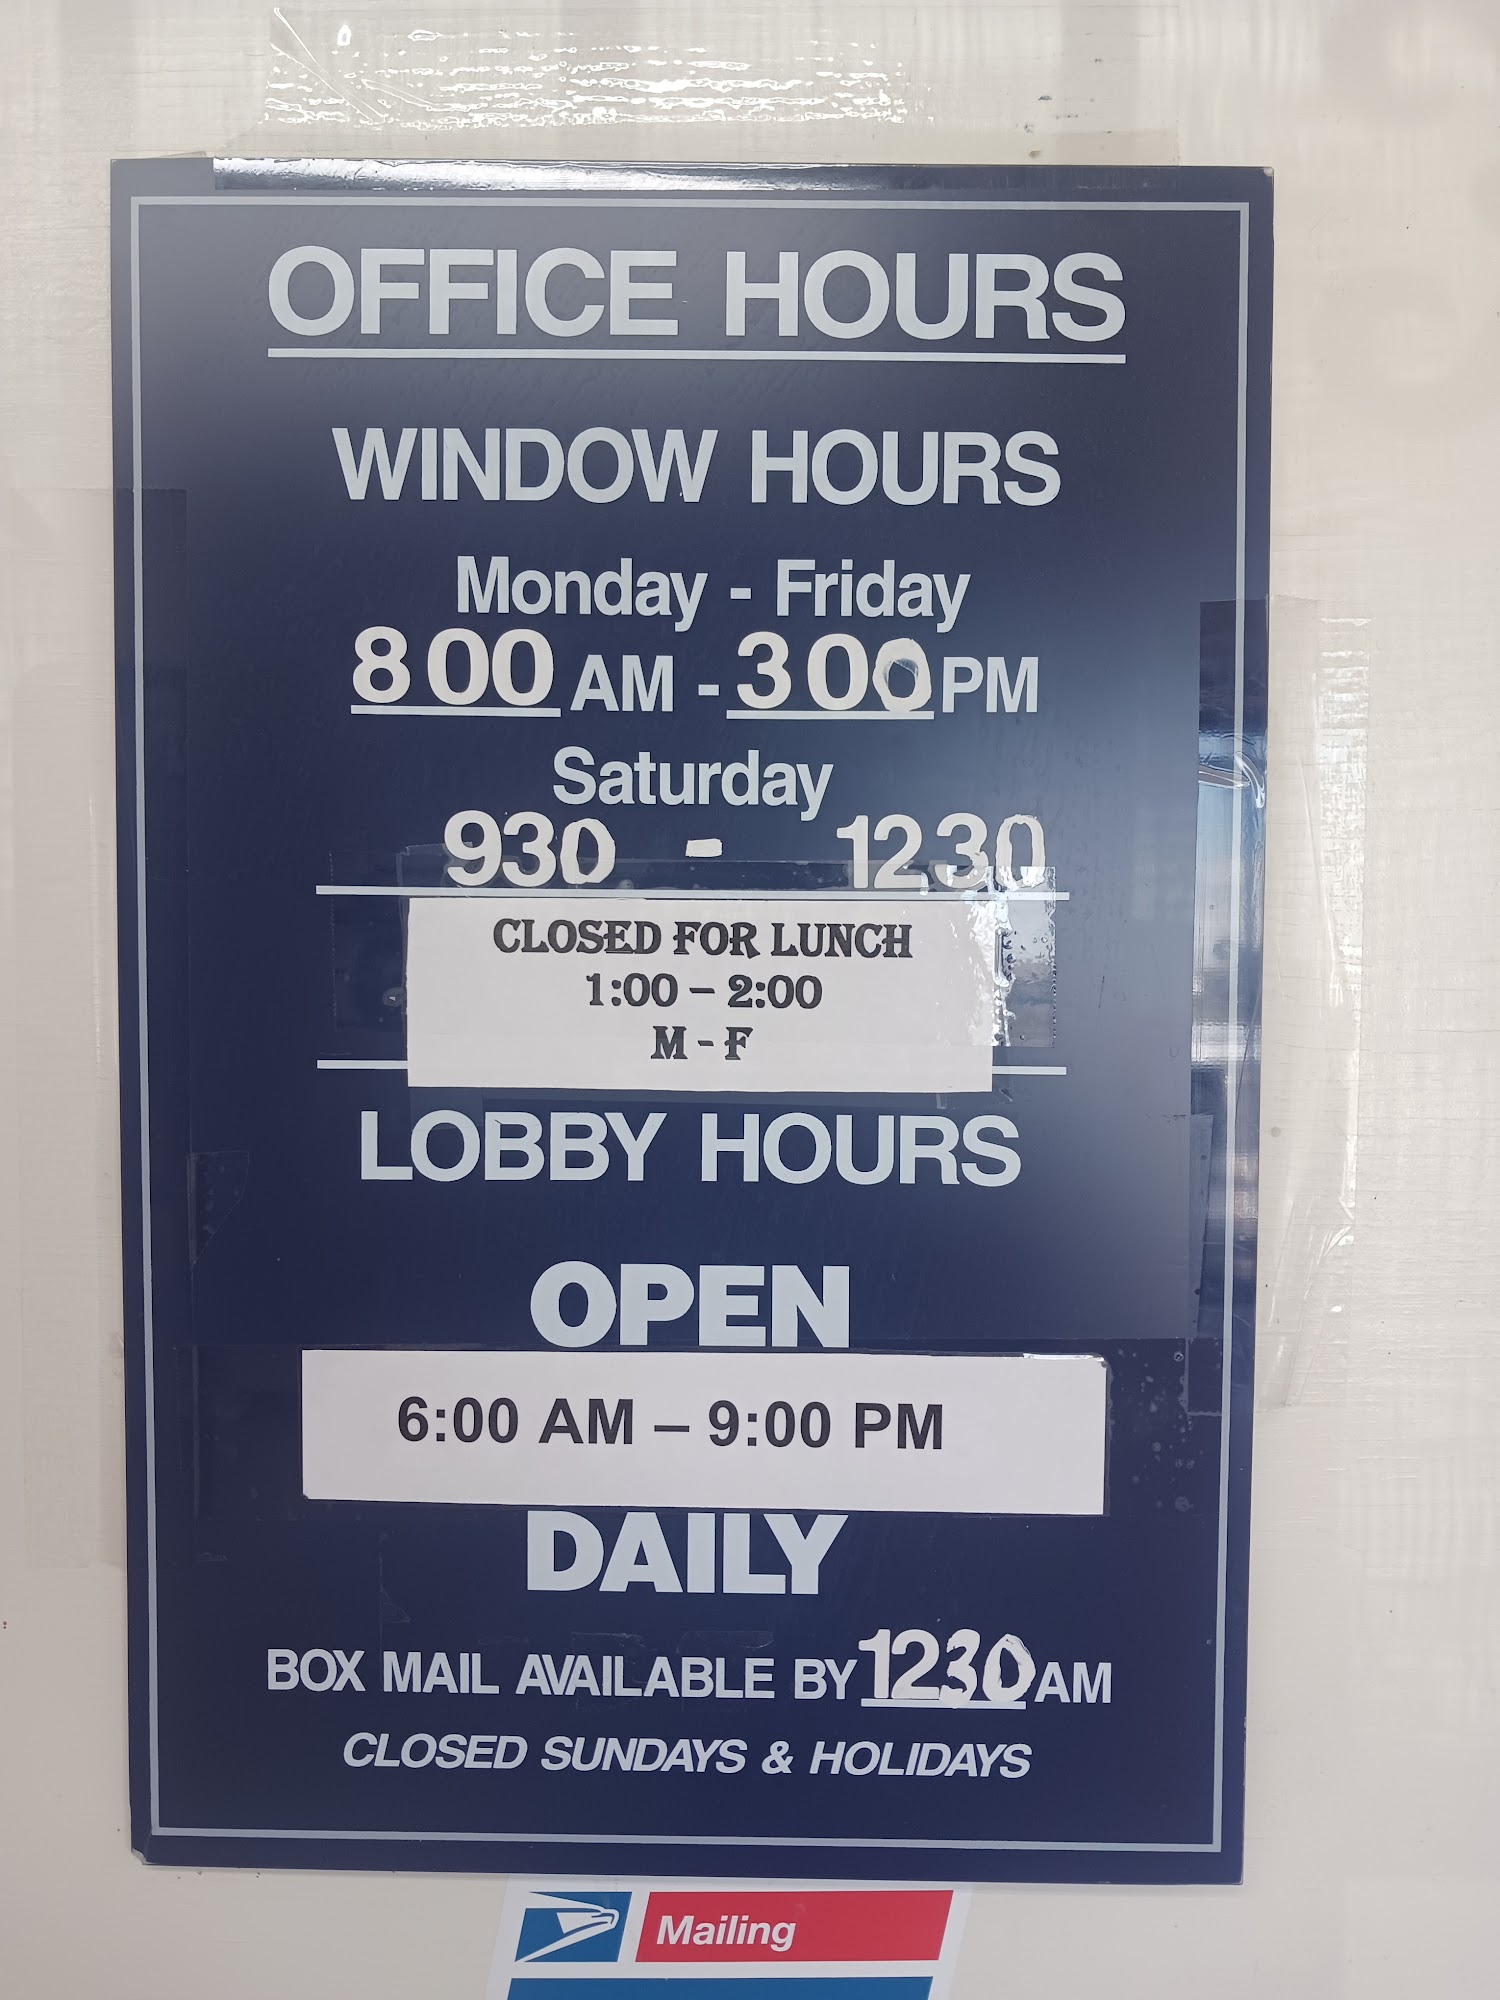 OFFICE HOURS
WINDOW HOURS
Monday - Friday
800 AM - 300 PM
Saturday
930 - 1230
CLOSED FOR LUNCH
1:00 – 2:00
M - F
LOBBY HOURS
OPEN
6:00 AM – 9:00 PM
DAILY
BOX MAIL AVAILABLE BY 1230 AM
CLOSED SUNDAYS & HOLIDAYS
Mailing